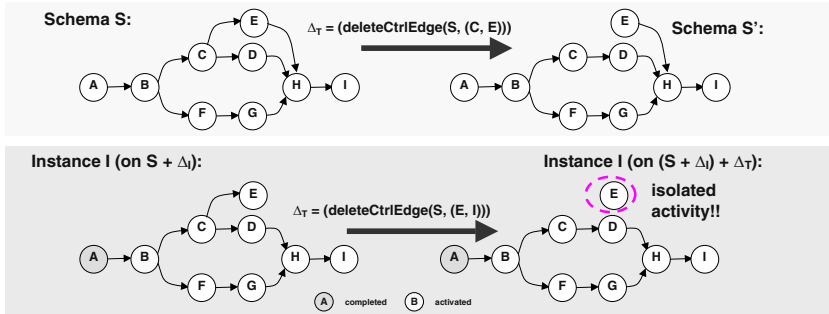 Schema S:
ΔT = (deleteCtrlEdge(S, (C, E)))
Schema S’:
E
C
D
A
B
H
I
F
G
E
C
D
A
B
H
I
F
G
Instance I (on S + ΔI):
Instance I (on (S + ΔI) + ΔT):
ΔT = (deleteCtrlEdge(S, (E, I)))
E
C
D
A
B
H
I
F
G
E
isolated
activity!!
C
D
A
B
H
I
F
G
A completed B activated